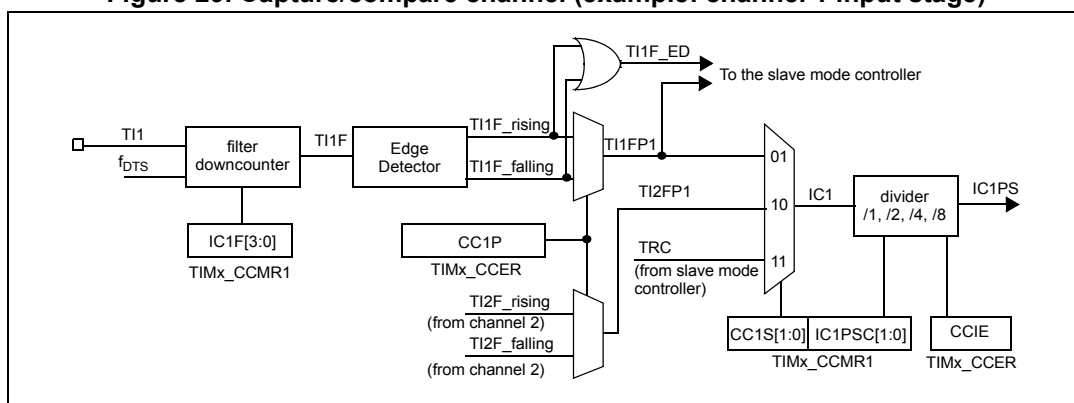 Figure 29. Capture/compare channel (example: channel 1 input stage)
TI1F_ED
To the slave mode controller
TI1
fDTS
filter
downcounter
TI1F
Edge
Detector
TI1F_rising
TI1F_falling
TI1FP1
01
TI2FP1
10
IC1
divider
/1, /2, /4, /8
IC1PS
IC1F[3:0]
TIMx_CCMR1
CC1P
TIMx_CCER
TRC
11
(from slave mode
controller)
TI2F_rising
(from channel 2)
TI2F_falling
(from channel 2)
CC1S[1:0]
IC1PSC[1:0]
TIMx_CCMR1
CCIE
TIMx_CCER